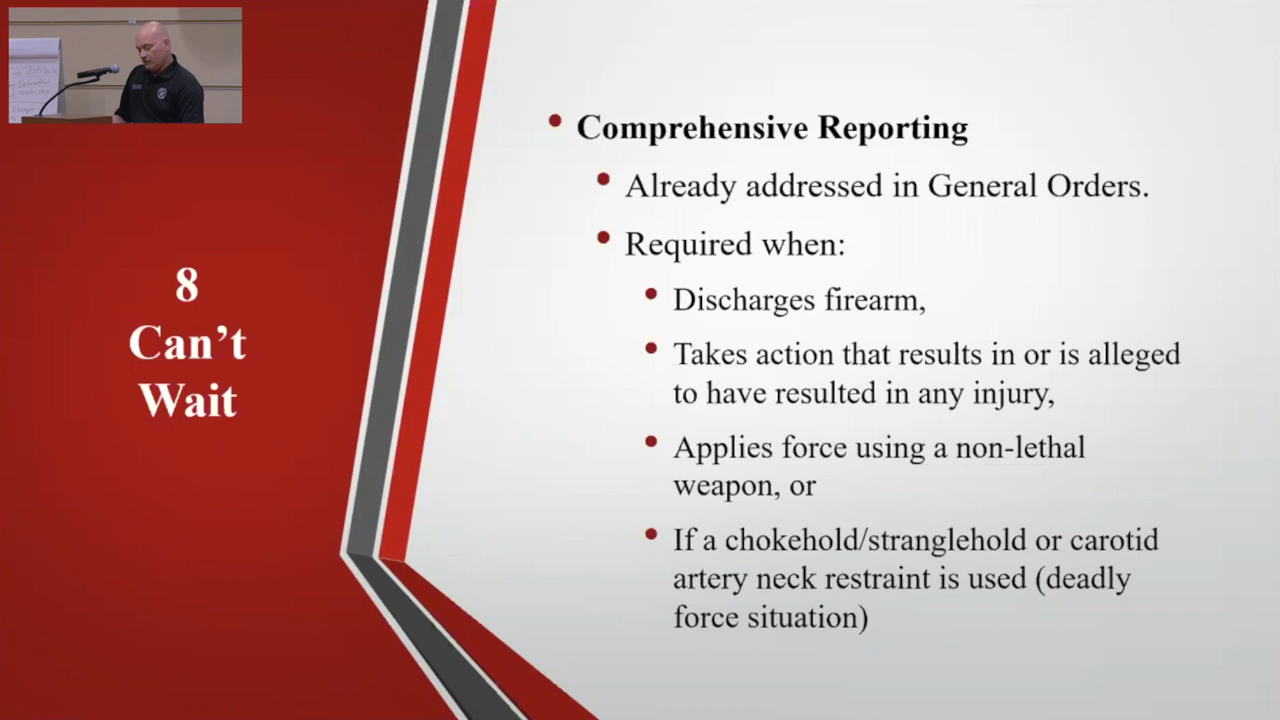 8
Can't
Wait
Comprehensive Reporting
Already addressed in General Orders.
Required when:
Discharges firearm,
Takes action that results in or is alleged
to have resulted in any injury,
Applies force using a non-lethal
weapon, or
If a chokehold/stranglehold or carotid
artery neck restraint is used (deadly
force situation)